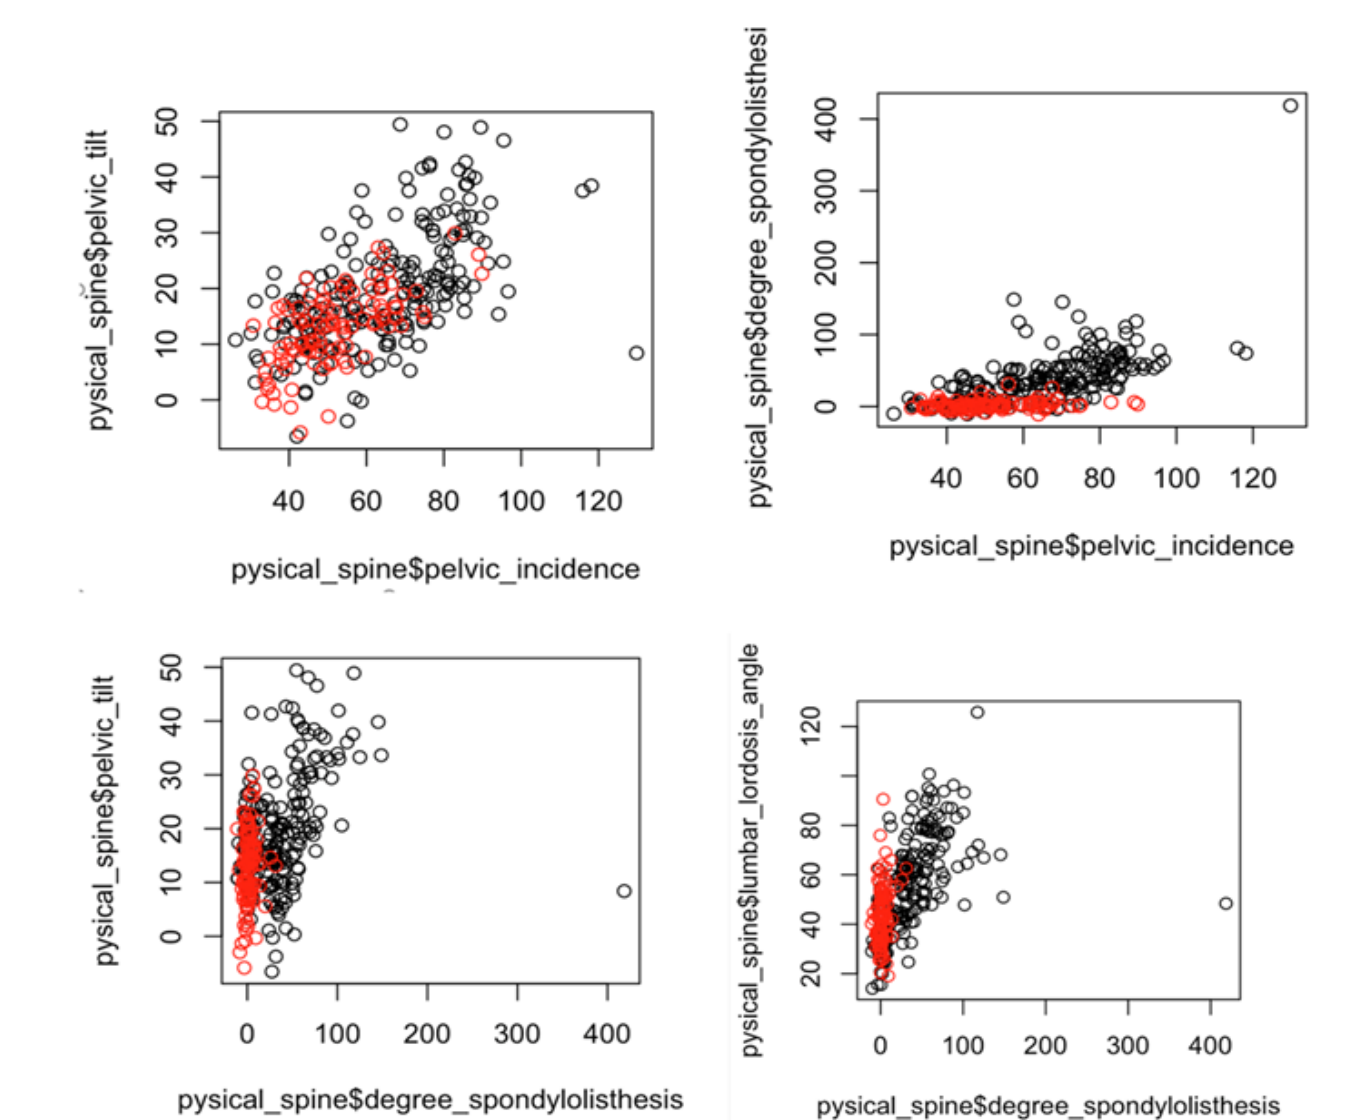 pysical_spine$pelvic_tilt
50
40
30
20
10
0
40 60 80 100 120
pysical_spine$pelvic_incidence
pysical_spine$degree_spondylolisthesi
400
300
200
100
0
40 60 80 100 120
pysical_spine$pelvic_incidence
pysical_spine$pelvic_tilt
50
40
30
20
10
0
0 100 200 300 400
pysical_spine$degree_spondylolisthesis
pysical_spine$lumbar_lordosis_angle
120
80
60
40
20
0 100 200 300 400
pysical_spine$degree_spondylolisthesis